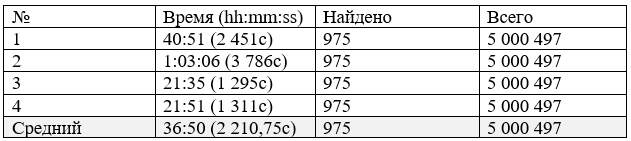 № Время (hh:mm:ss) Найдено Всего
1 40:51 (2 451с) 975 5 000 497
2 1:03:06 (3 786с) 975 5 000 497
3 21:35 (1 295с) 975 5 000 497
4 21:51 (1 311с) 975 5 000 497
Средний 36:50 (2 210,75с) 975 5 000 497